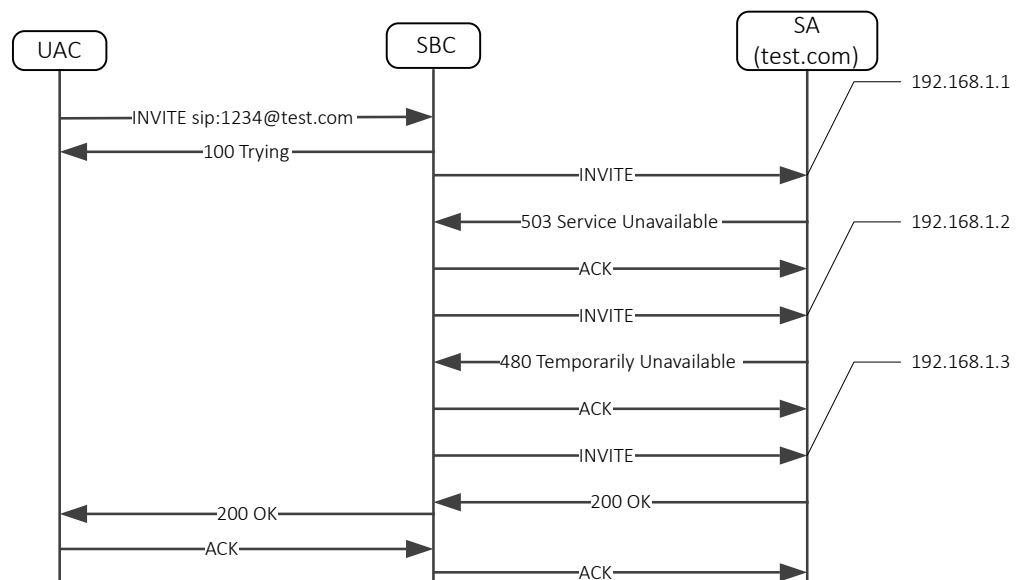 UAC
SBC
SA
(test.com)
192.168.1.1
INVITE sip:1234@test.com
100 Trying
INVITE
503 Service Unavailable
192.168.1.2
ACK
INVITE
480 Temporarily Unavailable
192.168.1.3
ACK
INVITE
200 OK
200 OK
ACK
ACK